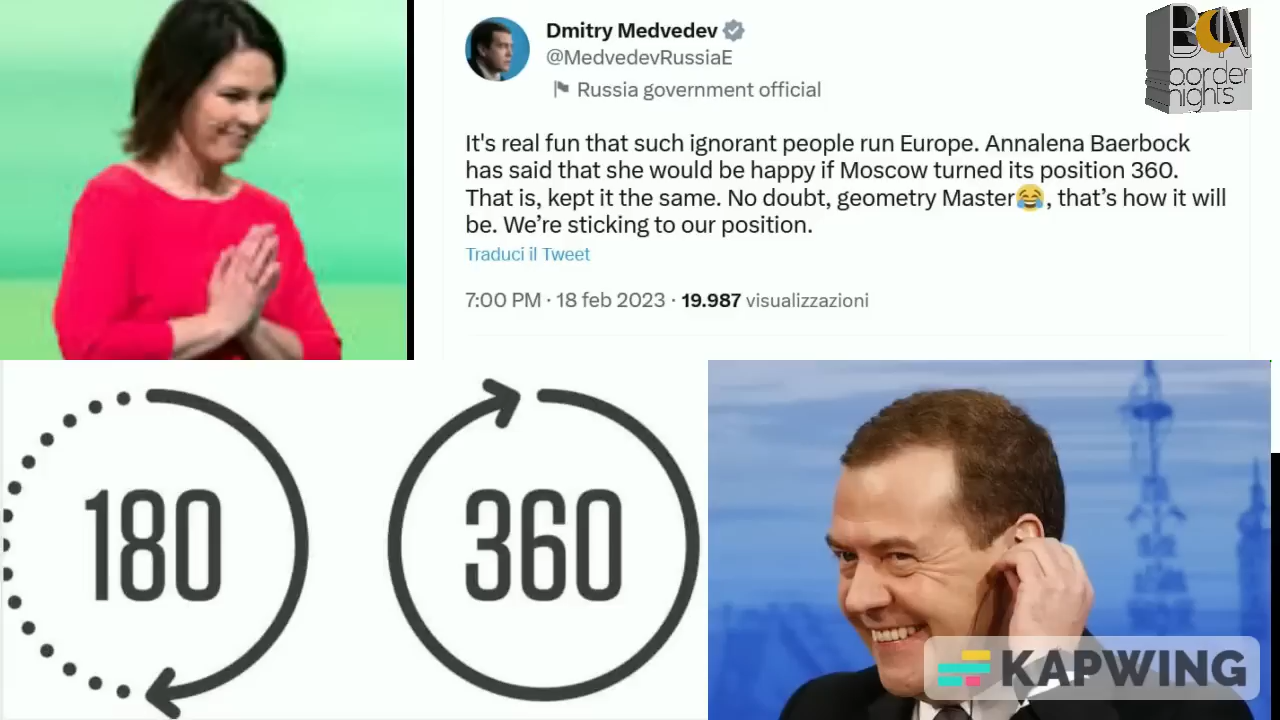 Dmitry Medvedev
@MedvedevRussiaE
Russia government official
It's real fun that such ignorant people run Europe. Annalena Baerbock
has said that she would be happy if Moscow turned its position 360.
That is, kept it the same. No doubt, geometry Master😂, that's how it will
be. We're sticking to our position.
Traduci il Tweet
7:00 PM · 18 feb 2023 · 19.987 visualizzazioni
BCN
border
nights
180
360
KAPWING